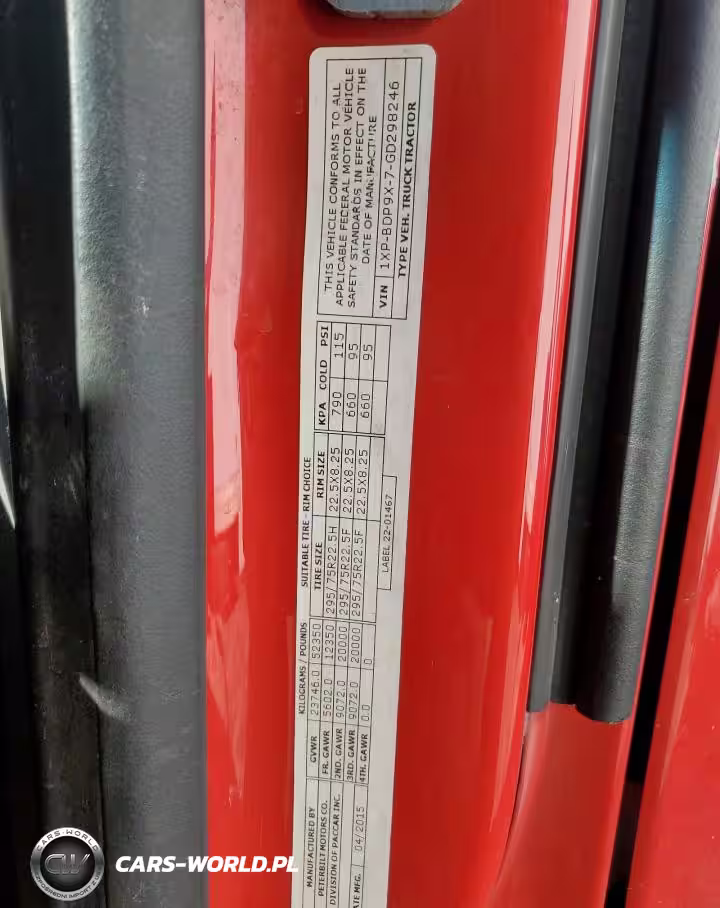 MANUFACTURED BY
PETERBILT MOTORS CO.
DIVISION OF PACCAR INC.
ATE MFG. 04/2015
KILOGRAMS / POUNDS
GVWR 23746.0 52350
FR. GAWR 5602.0 12350
2ND. GAWR 9072.0 20000
3RD. GAWR 9072.0 20000
4TH. GAWR 0.0 0
SUITABLE TIRE - RIM CHOICE
TIRE SIZE RIM SIZE
295/75R22.5H 22.5X8.25
295/75R22.5F 22.5X8.25
295/75R22.5F 22.5X8.25
KPA COLD PSI
790 115
660 95
660 95
LABEL 22-01467
THIS VEHICLE CONFORMS TO ALL
APPLICABLE FEDERAL MOTOR VEHICLE
SAFETY STANDARDS IN EFFECT ON THE
DATE OF MANUFACTURE
VIN 1XP-BDP9X-7-GD298246
TYPE VEH. TRUCK TRACTOR
CARS-WORLD
CW
CARS-WORLD.PL